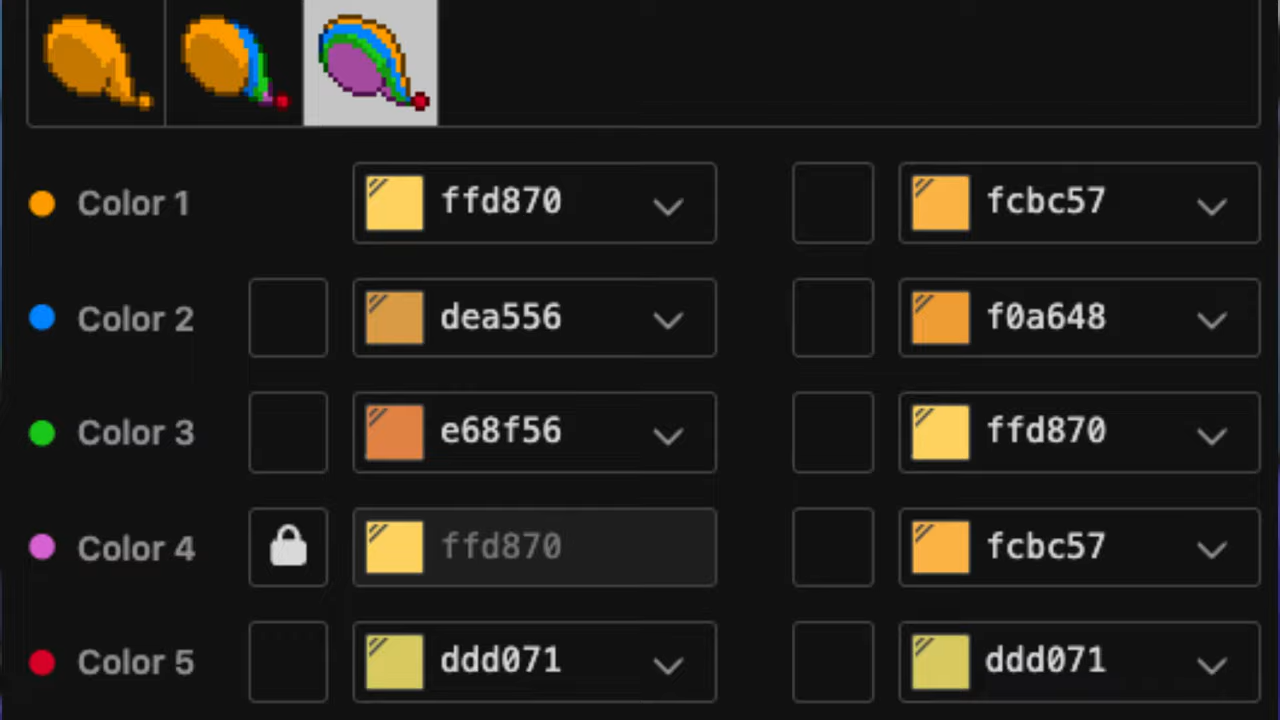 Color 1 ffd870 fcbc57
Color 2 dea556 f0a648
Color 3 e68f56 ffd870
Color 4 ffd870 fcbc57
Color 5 ddd071 ddd071